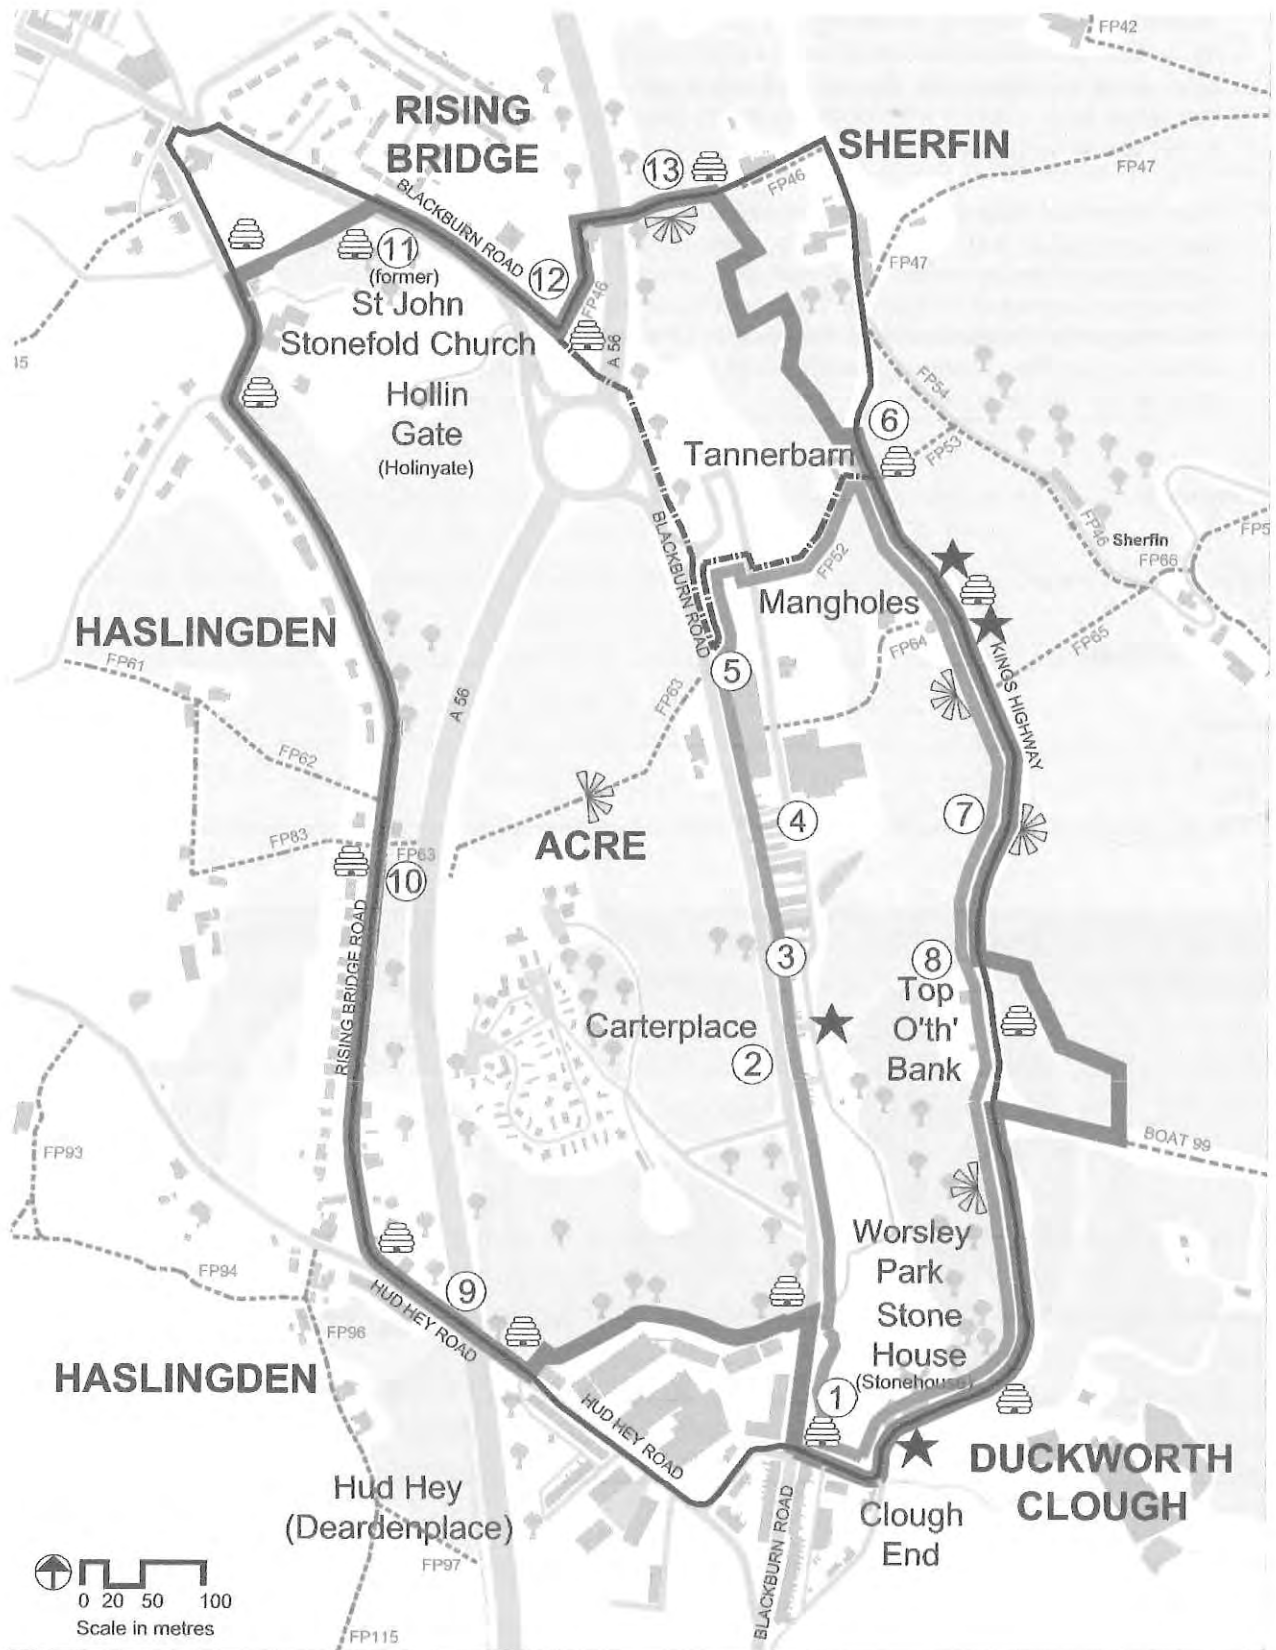 FP42
RISING
BRIDGE
SHERFIN
13
FP46
FP47
BLACKBURN ROAD
11
(former)
St John
Stonefold Church
12
FP46
FP47
A 56
Hollin
Gate
(Holinyale)
FP54
6
Tannerbarn
FP53
BLACKBURN ROAD
FP52
FP46
Sherfin
FP66
Mangholes
HASLINGDEN
FP61
FP64
FP65
KINGS HIGHWAY
5
FP63
A 56
FP62
7
4
ACRE
FP83
FP63
10
RISING BRIDGE ROAD
3
8
Top
O'th'
Bank
Carterplace
2
BOAT 99
FP93
Worsley
Park
FP94
9
HUD HEY ROAD
Stone
House
(Stonehouse)
FP96
HASLINGDEN
1
HUD HEY ROAD
DUCKWORTH
CLOUGH
Hud Hey
(Deardenplace)
BLACKBURN ROAD
Clough
End
FP97
0 20 50 100
Scale in metres
FP115